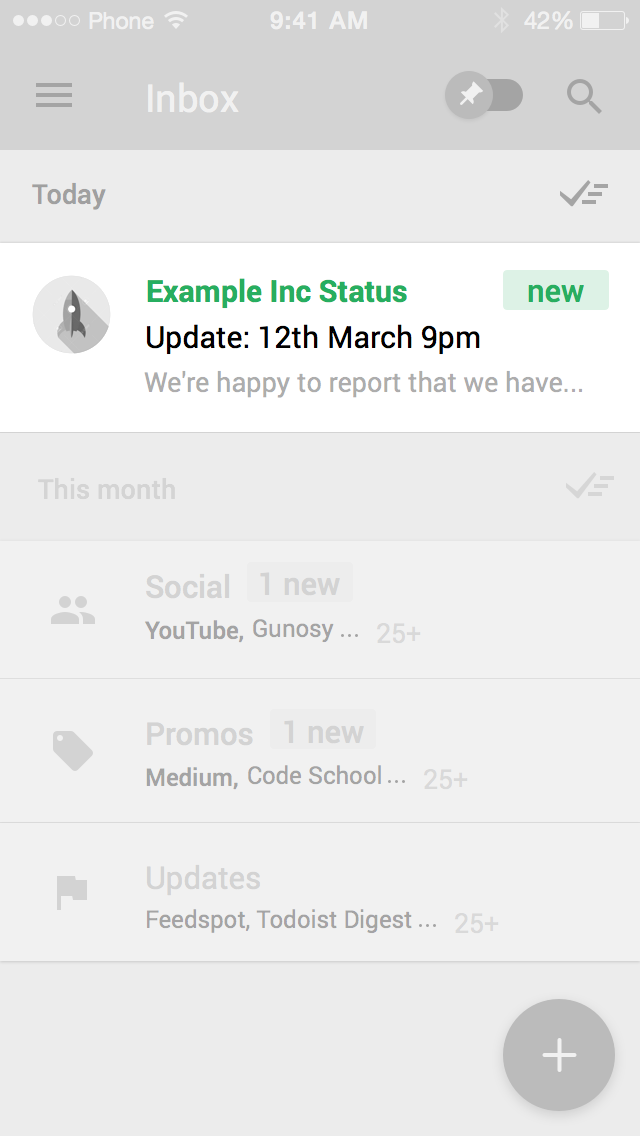 Phone 9:41 AM 42%
Inbox
Today
Example Inc Status new
Update: 12th March 9pm
We're happy to report that we have...
This month
Social 1 new
YouTube, Gunosy ... 25+
Promos 1 new
Medium, Code School ... 25+
Updates
Feedspot, Todoist Digest ... 25+